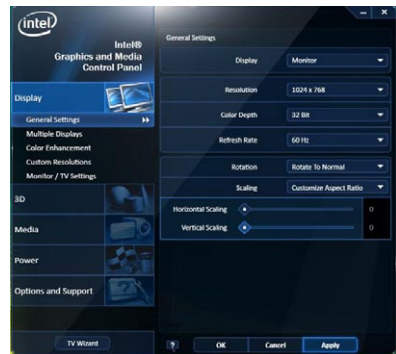 intel
Intel®
Graphics and Media
Control Panel
Display
General Settings
Multiple Displays
Color Enhancement
Custom Resolutions
Monitor / TV Settings
3D
Media
Power
Options and Support
TV Wizard
General Settings
Display Monitor
Resolution 1024 x 768
Color Depth 32 Bit
Refresh Rate 60 Hz
Rotation Rotate To Normal
Scaling Customize Aspect Ratio
Horizontal Scaling 0
Vertical Scaling 0
? OK Cancel Apply